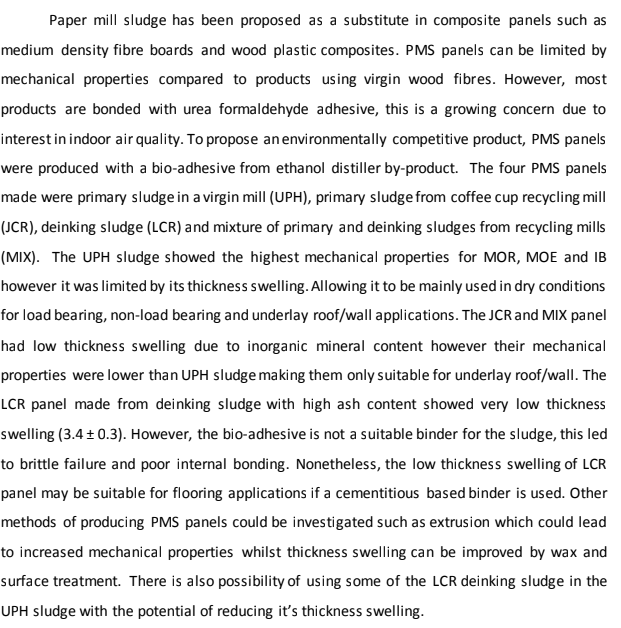 Paper mill sludge has been proposed as a substitute in composite panels such as
medium density fibre boards and wood plastic composites. PMS panels can be limited by
mechanical properties compared to products using virgin wood fibres. However, most
products are bonded with urea formaldehyde adhesive, this is a growing concern due to
interest in indoor air quality. To propose an environmentally competitive product, PMS panels
were produced with a bio-adhesive from ethanol distiller by-product. The four PMS panels
made were primary sludge in a virgin mill (UPH), primary sludge from coffee cup recycling mill
(JCR), deinking sludge (LCR) and mixture of primary and deinking sludges from recycling mills
(MIX). The UPH sludge showed the highest mechanical properties for MOR, MOE and IB
however it was limited by its thickness swelling. Allowing it to be mainly used in dry conditions
for load bearing, non-load bearing and underlay roof/wall applications. The JCR and MIX panel
had low thickness swelling due to inorganic mineral content however their mechanical
properties were lower than UPH sludge making them only suitable for underlay roof/wall. The
LCR panel made from deinking sludge with high ash content showed very low thickness
swelling (3.4 ± 0.3). However, the bio-adhesive is not a suitable binder for the sludge, this led
to brittle failure and poor internal bonding. Nonetheless, the low thickness swelling of LCR
panel may be suitable for flooring applications if a cementitious based binder is used. Other
methods of producing PMS panels could be investigated such as extrusion which could lead
to increased mechanical properties whilst thickness swelling can be improved by wax and
surface treatment. There is also possibility of using some of the LCR deinking sludge in the
UPH sludge with the potential of reducing it's thickness swelling.